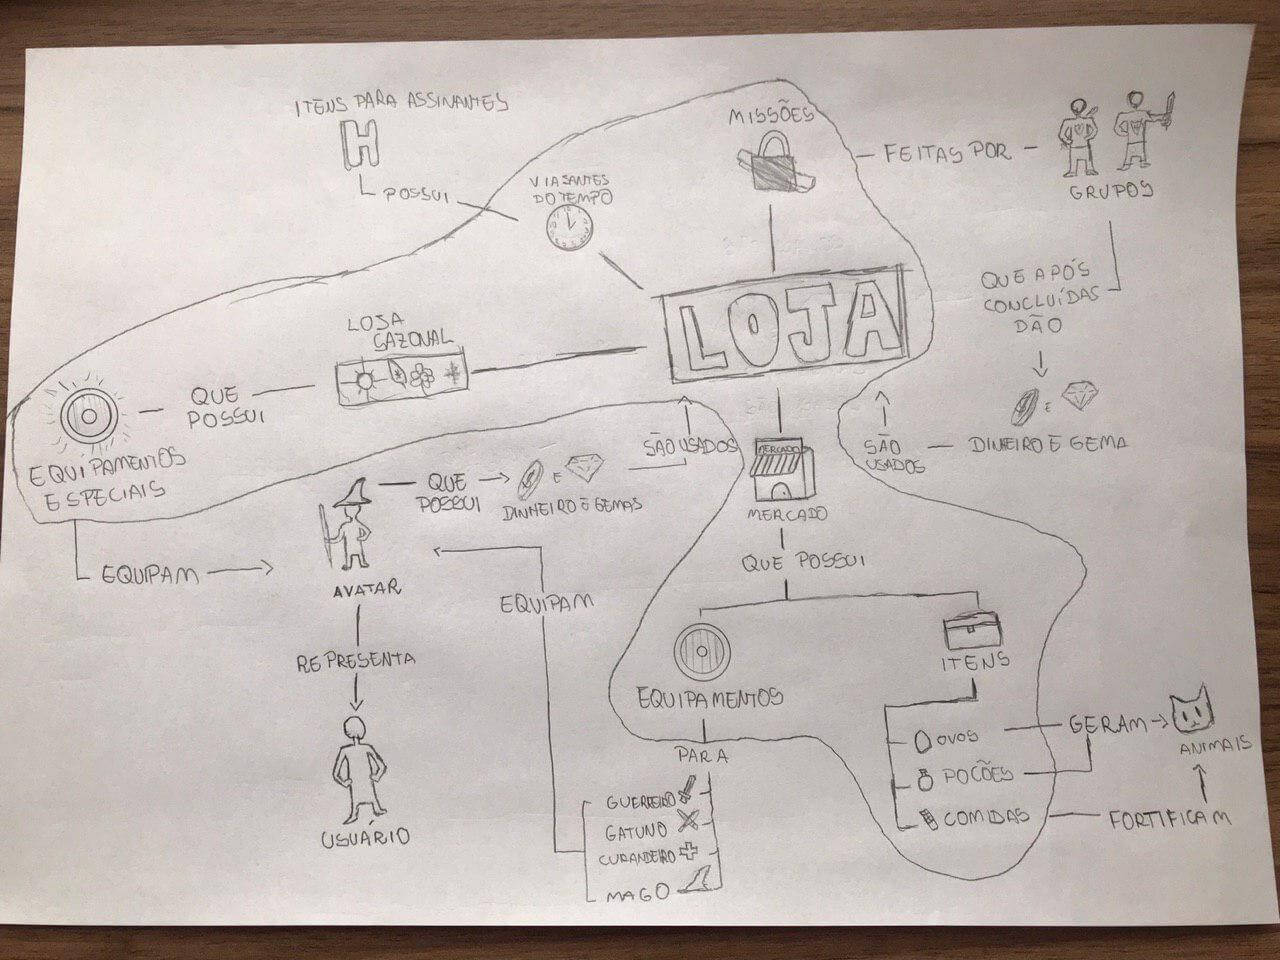 ITENS PARA ASSINANTES
H
POSSUI
VIAJANTES
DO TEMPO
MISSÕES
FEITAS POR
GRUPOS
QUE APÓS
CONCLUÍDAS
DÃO
E
DINHEIRO E GEMA
SÃO
USADOS
LOJA
LOJA
SAZONAL
QUE
POSSUI
EQUIPAMENTOS
ESPECIAIS
EQUIPAM
AVATAR
QUE
POSSUI
E
DINHEIRO E GEMAS
SÃO USADOS
REPRESENTA
USUÁRIO
EQUIPAM
MERCADO
MERCADO
QUE POSSUI
EQUIPAMENTOS
PARA
GUERREIRO
GATUNO
CURANDEIRO
MAGO
ITENS
OVOS
POÇÕES
COMIDAS
GERAM
ANIMAIS
FORTIFICAM